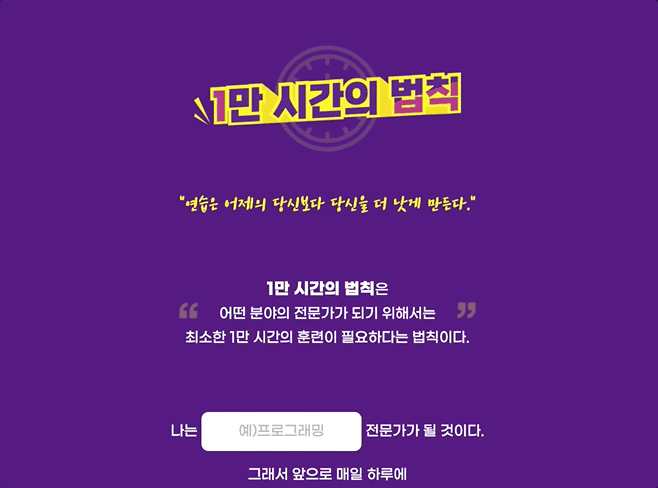 1만 시간의 법칙
"연습은 어제의 당신보다 당신을 더 낫게 만든다."
1만 시간의 법칙은
“ 어떤 분야의 전문가가 되기 위해서는 ”
최소한 1만 시간의 훈련이 필요하다는 법칙이다.
나는 예)프로그래밍 전문가가 될 것이다.
그래서 앞으로 매일 하루에